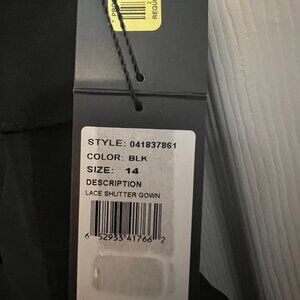 STYLE: 041837861
COLOR: BLK
SIZE: 14
DESCRIPTION
LACE SHUTTER GOWN
6 52933 41766 2